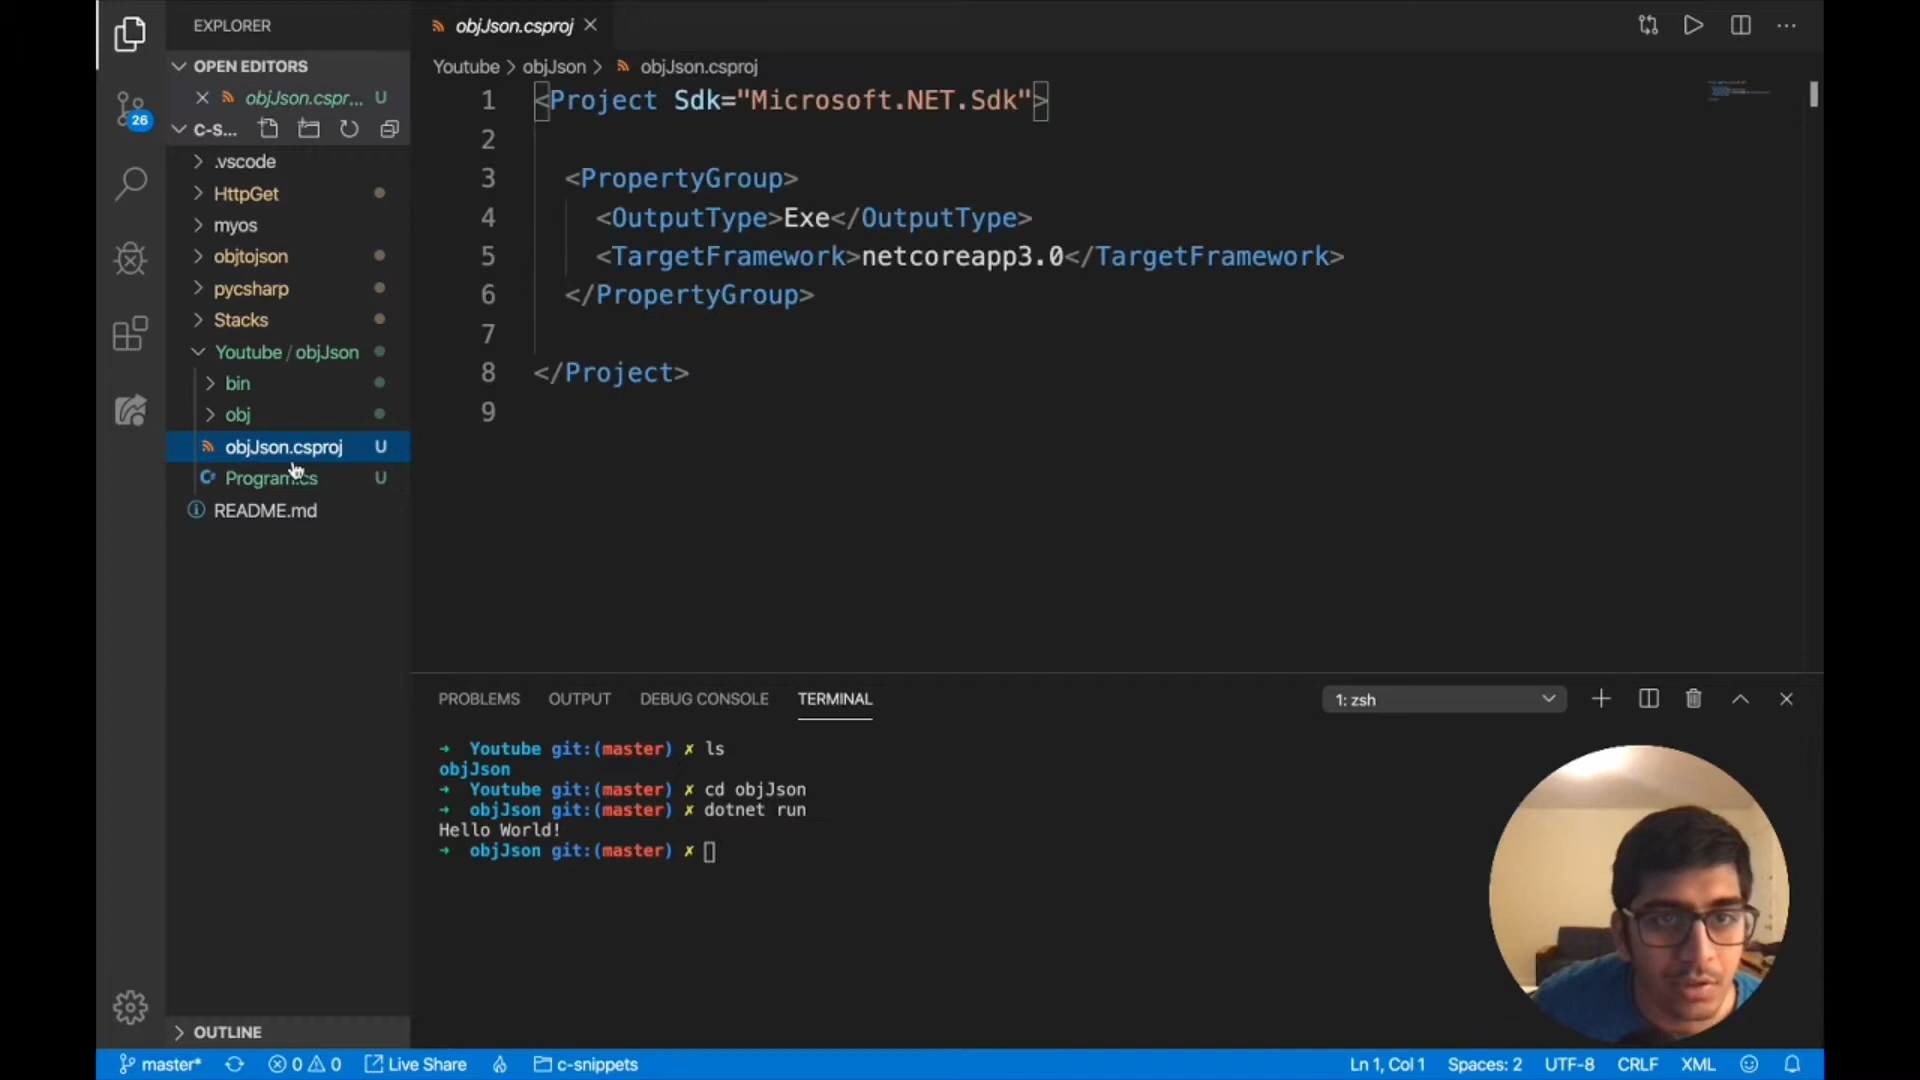 EXPLORER
OPEN EDITORS
objJson.cspr... U
C-S...
.vscode
HttpGet
myos
objtojson
pycsharp
Stacks
Youtube / objJson
bin
obj
objJson.csproj U
Program.cs U
README.md
OUTLINE
26
objJson.csproj
Youtube > objJson > objJson.csproj
1 <Project Sdk="Microsoft.NET.Sdk">
2
3 <PropertyGroup>
4 <OutputType>Exe</OutputType>
5 <TargetFramework>netcoreapp3.0</TargetFramework>
6 </PropertyGroup>
7
8 </Project>
9
PROBLEMS OUTPUT DEBUG CONSOLE TERMINAL 1: zsh
→ Youtube git:(master) ✗ ls
objJson
→ Youtube git:(master) ✗ cd objJson
→ objJson git:(master) ✗ dotnet run
Hello World!
→ objJson git:(master) ✗
master* 0 0 Live Share c-snippets Ln 1, Col 1 Spaces: 2 UTF-8 CRLF XML